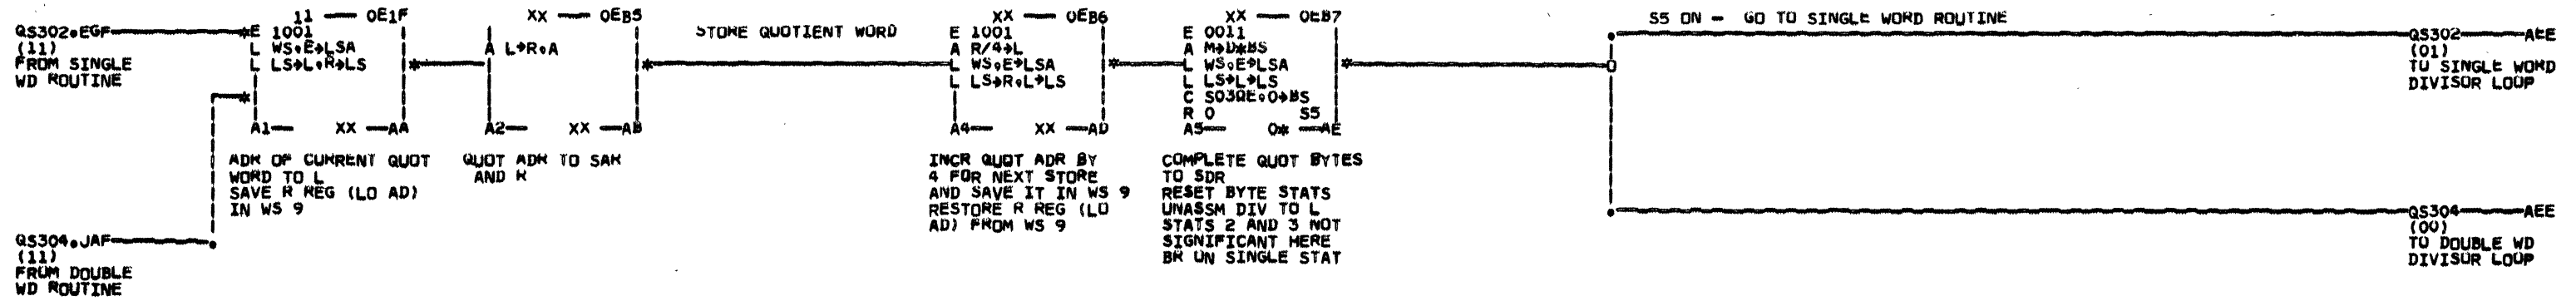 QS302.EGF
(11)
FROM SINGLE
WD ROUTINE
QS304.JAF
(11)
FROM DOUBLE
WD ROUTINE
11 — 0E1F
*E 1001
L WS.E→LSA
L LS→L.R→LS
*
A1— XX —AA
ADR OF CURRENT QUOT
WORD TO L
SAVE R REG (LO AD)
IN WS 9
XX — 0EB5
A L→R.A
*
A2— XX —AB
QUOT ADR TO SAR
AND R
STORE QUOTIENT WORD
XX — 0EB6
E 1001
A R/4→L
L WS.E→LSA
L LS→R.L→LS
A4— XX —AD
INCR QUOT ADR BY
4 FOR NEXT STORE
AND SAVE IT IN WS 9
RESTORE R REG (LO
AD) FROM WS 9
XX — 0EB7
E 0011
A M→D*BS
L WS.E→LSA
L LS→L→LS
C S03QE.0→BS
R 0 S5
A5— 0* —AE
COMPLETE QUOT BYTES
TO SDR
RESET BYTE STATS
UNASSM DIV TO L
STATS 2 AND 3 NOT
SIGNIFICANT HERE
BR ON SINGLE STAT
S5 ON - GO TO SINGLE WORD ROUTINE
QS302 AEE
(01)
TO SINGLE WORD
DIVISOR LOOP
QS304 AEE
(00)
TO DOUBLE WD
DIVISOR LOOP